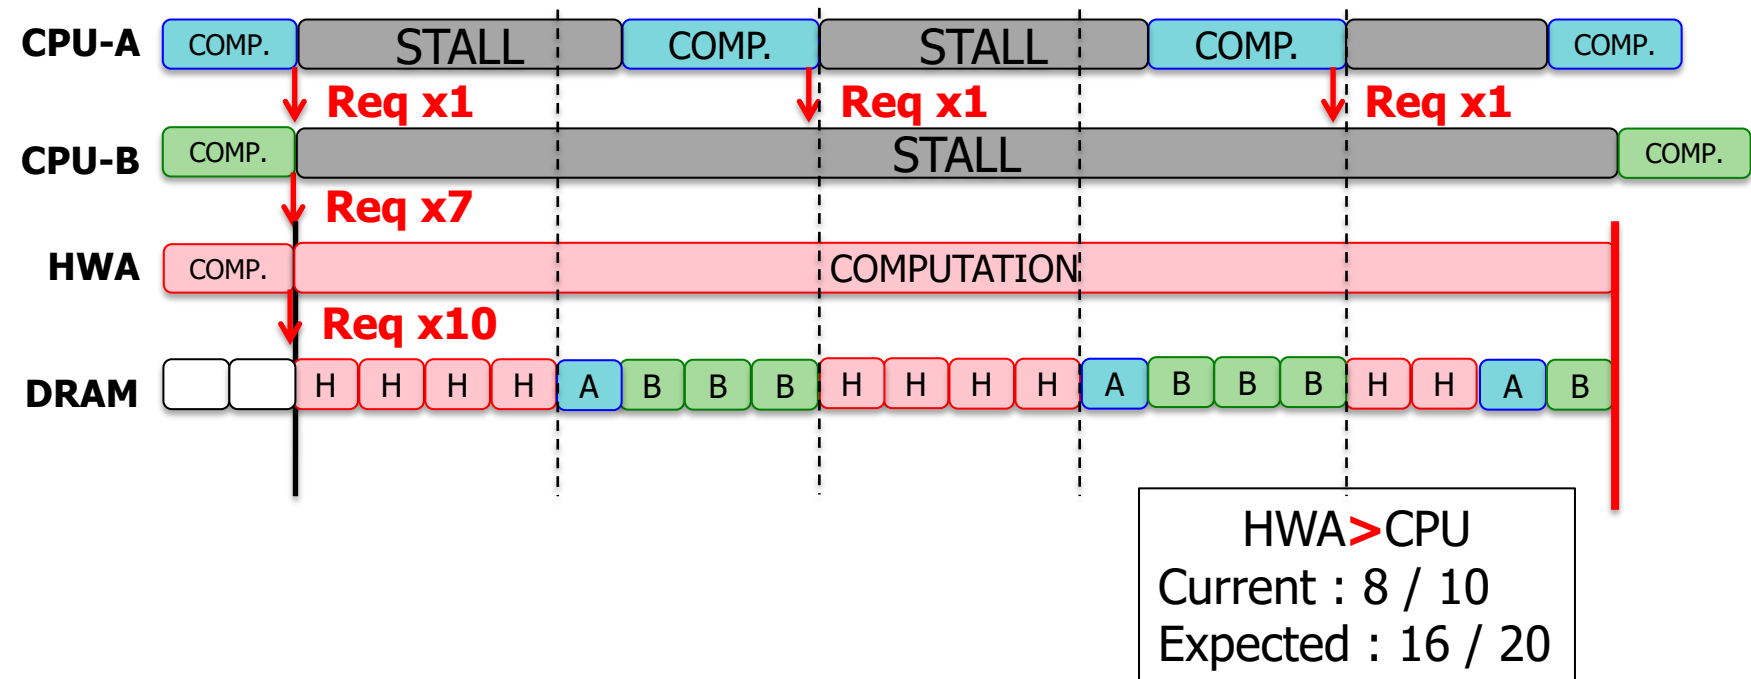 CPU-A COMP. STALL COMP. STALL COMP. COMP.
Req x1 Req x1 Req x1
CPU-B COMP. STALL COMP.
Req x7
HWA COMP. COMPUTATION
Req x10
DRAM H H H H A B B B H H H H A B B B H H A B
HWA>CPU
Current : 8 / 10
Expected : 16 / 20